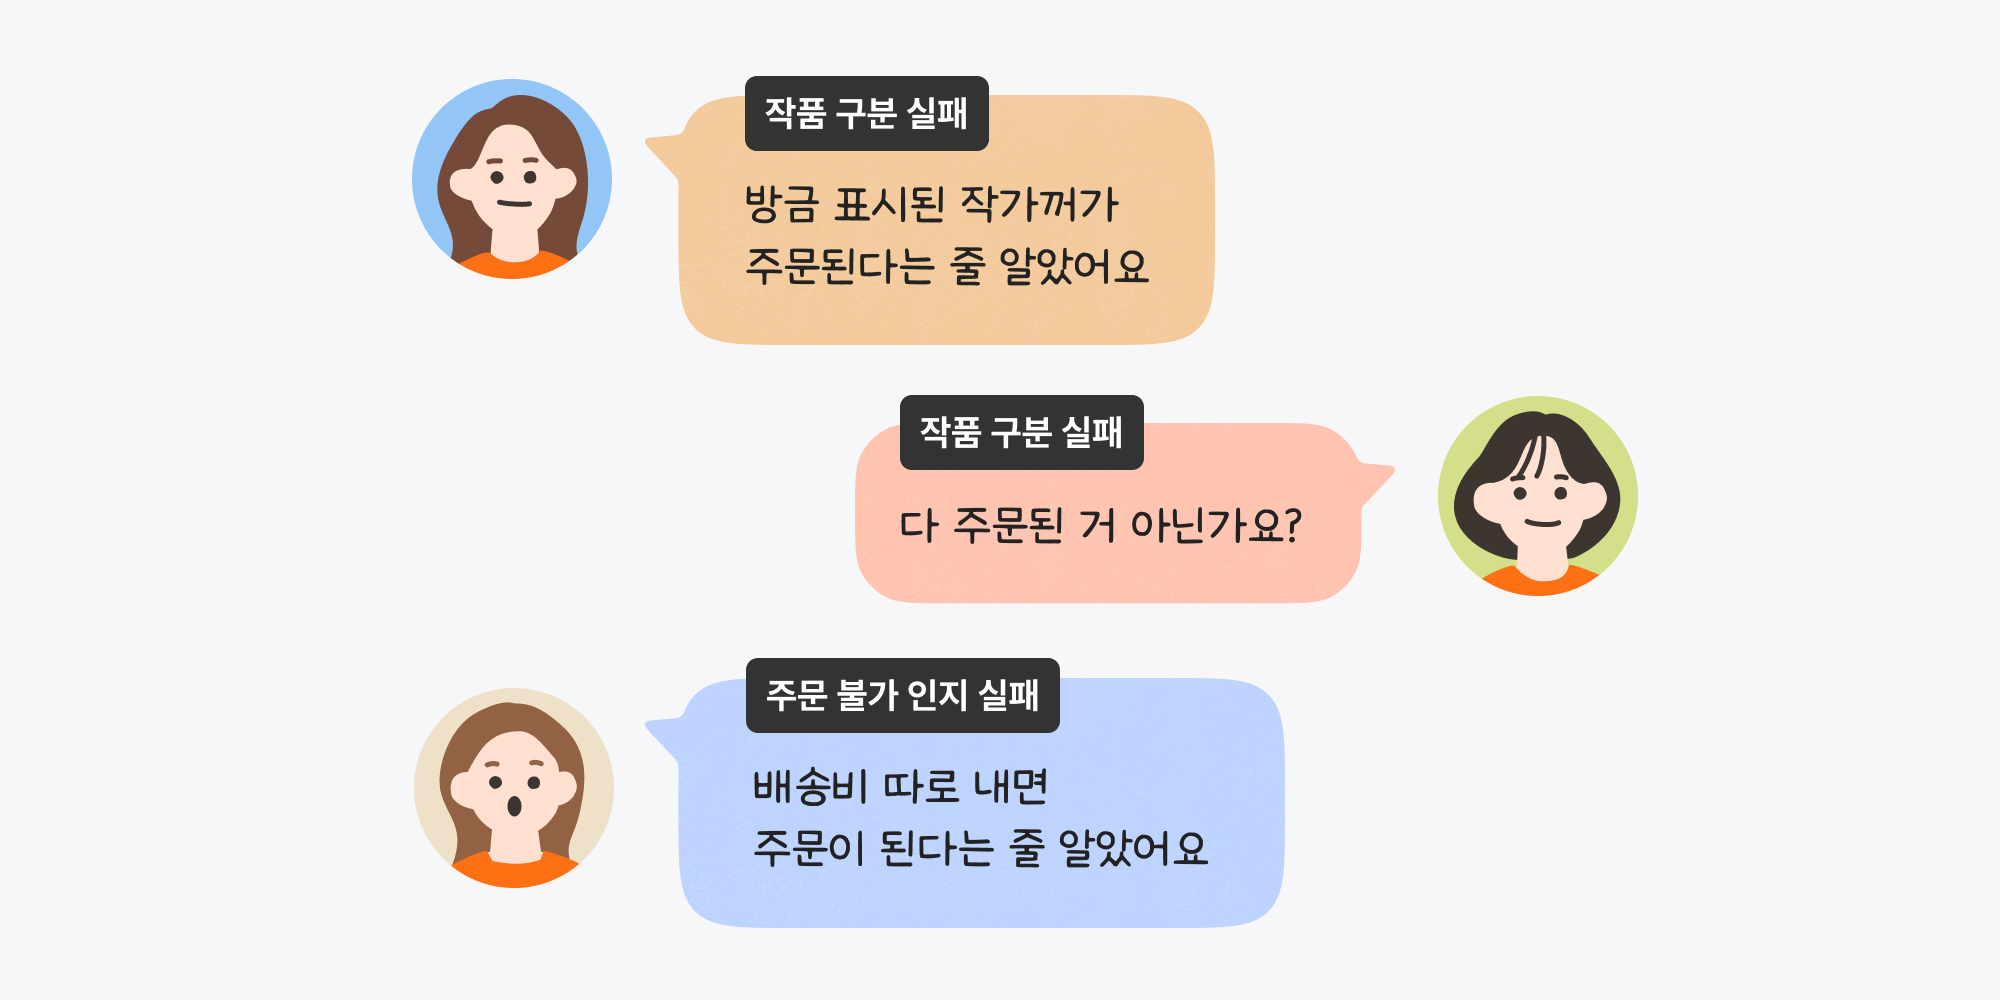 작품 구분 실패
방금 표시된 작가꺼가
주문된다는 줄 알았어요
작품 구분 실패
다 주문된 거 아닌가요?
주문 불가 인지 실패
배송비 따로 내면
주문이 된다는 줄 알았어요